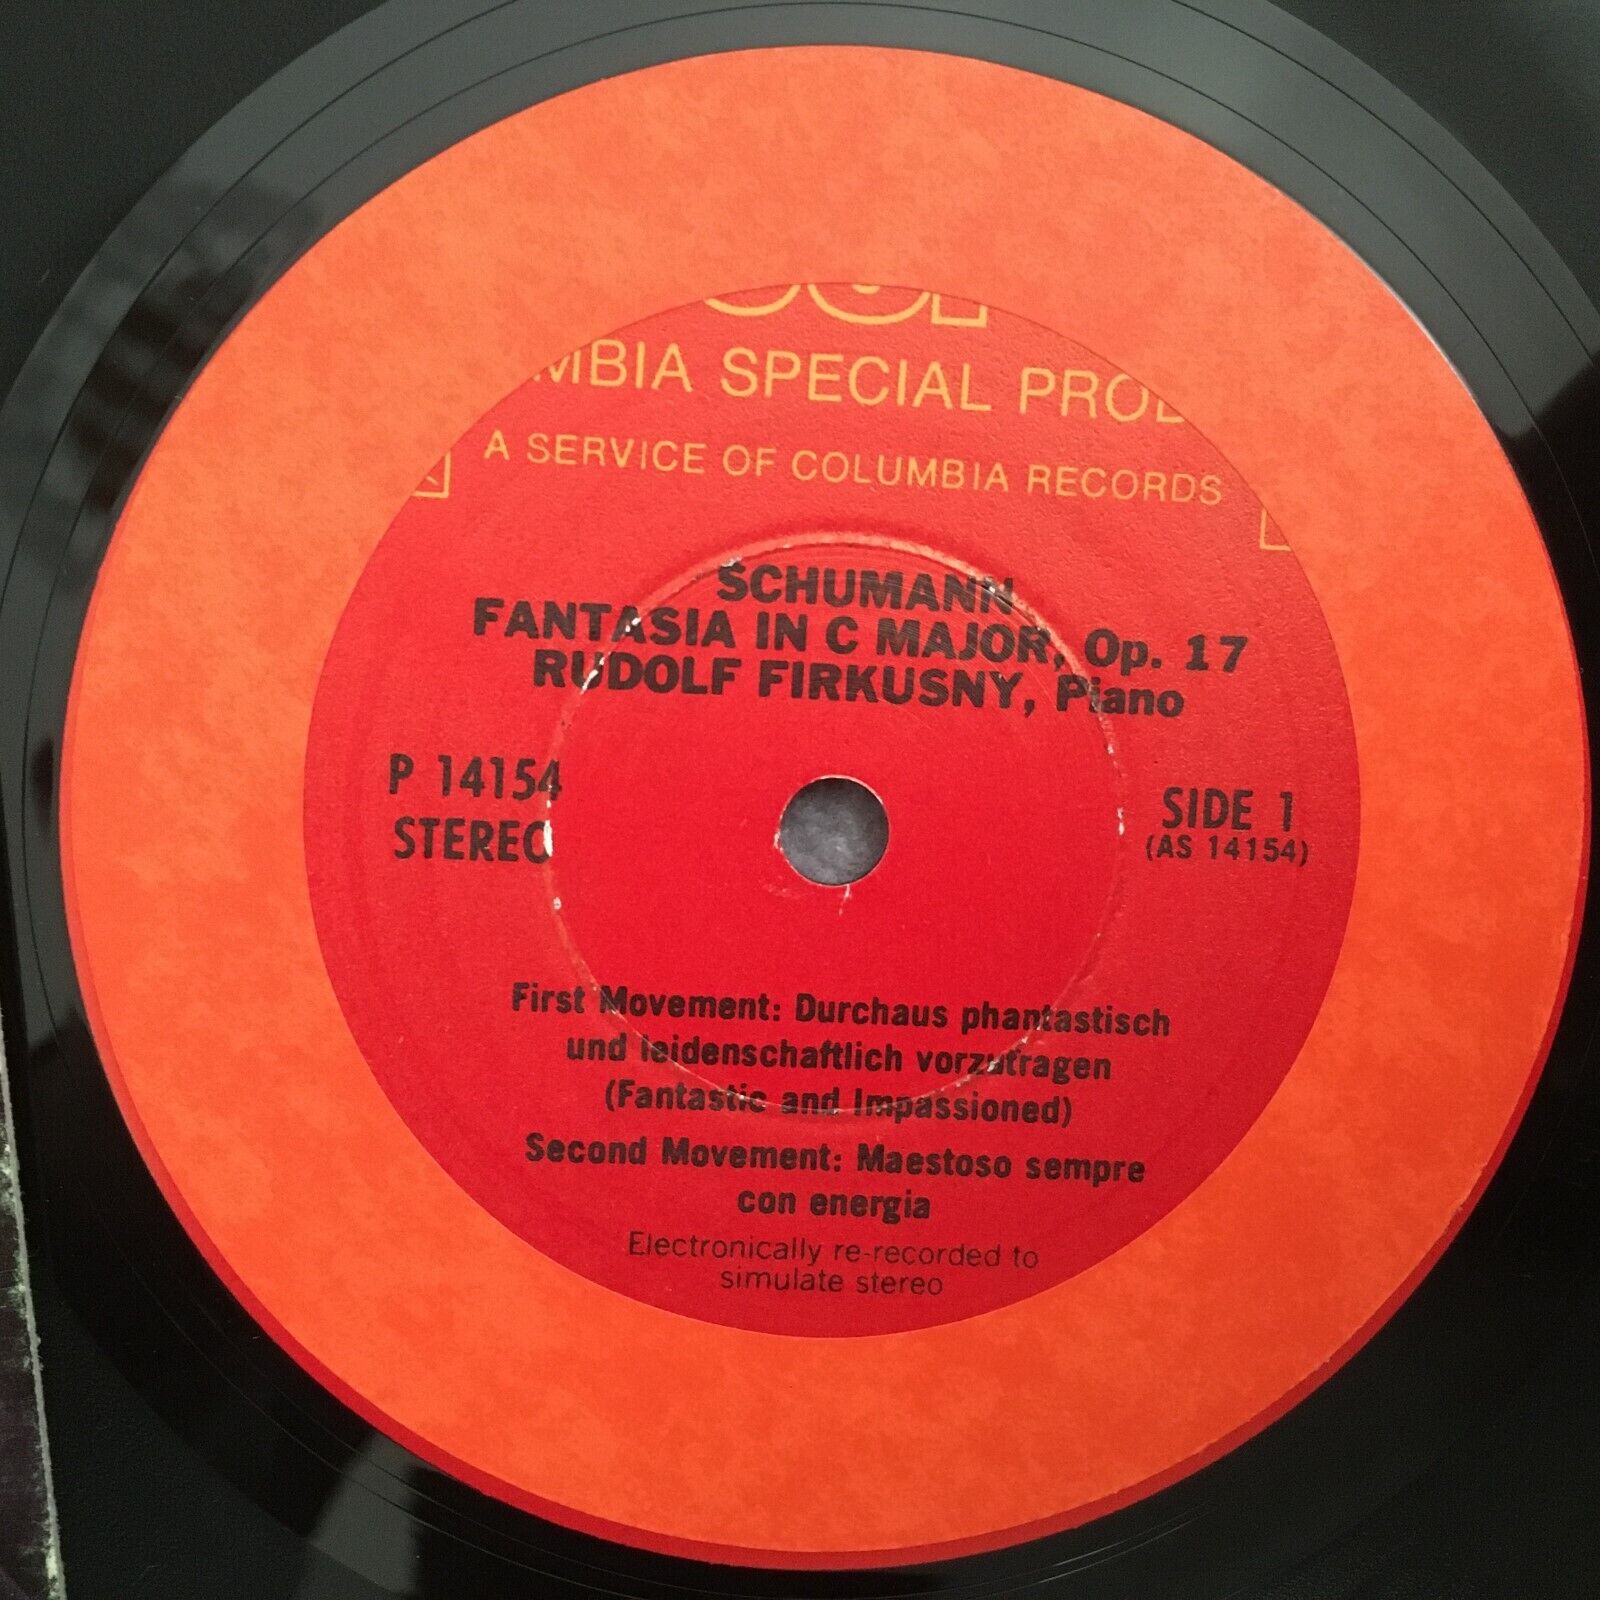 MBIA SPECIAL PROD
A SERVICE OF COLUMBIA RECORDS
SCHUMANN
FANTASIA IN C MAJOR, Op. 17
RUDOLF FIRKUSNY, Piano
P 14154
STEREO
SIDE 1
(AS 14154)
First Movement: Durchaus phantastisch
und leidenschaftlich vorzutragen
(Fantastic and Impassioned)
Second Movement: Maestoso sempre
con energia
Electronically re-recorded to
simulate stereo